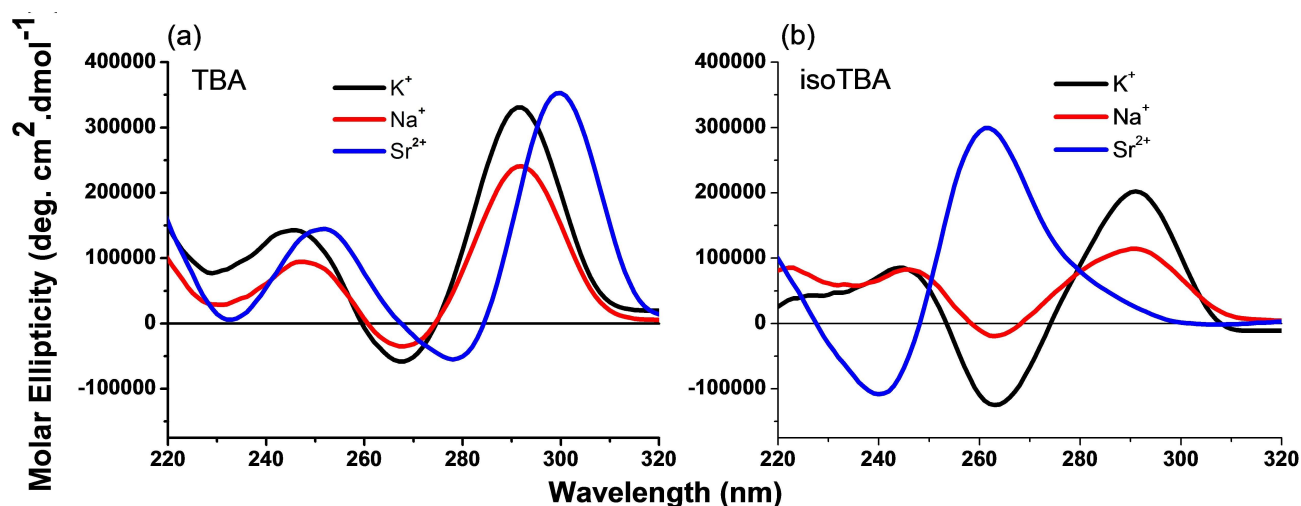 (a)
TBA
K⁺
Na⁺
Sr²⁺
400000
300000
200000
100000
0
-100000
220
240
260
280
300
320
(b)
isoTBA
K⁺
Na⁺
Sr²⁺
400000
300000
200000
100000
0
-100000
220
240
260
280
300
320
Molar Ellipticity (deg. cm² .dmol⁻¹
Wavelength (nm)